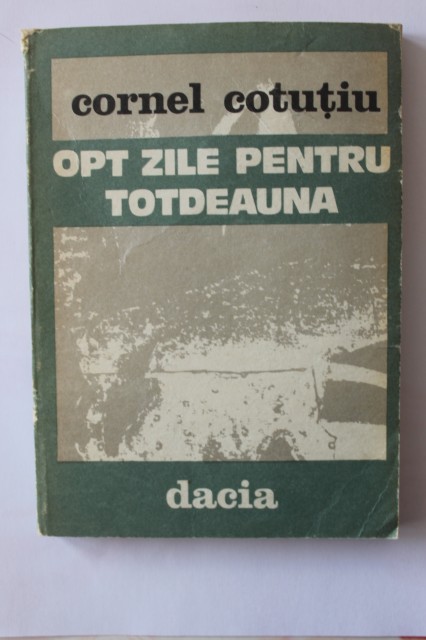 cornel cotuțiu
OPT ZILE PENTRU
TOTDEAUNA
dacia